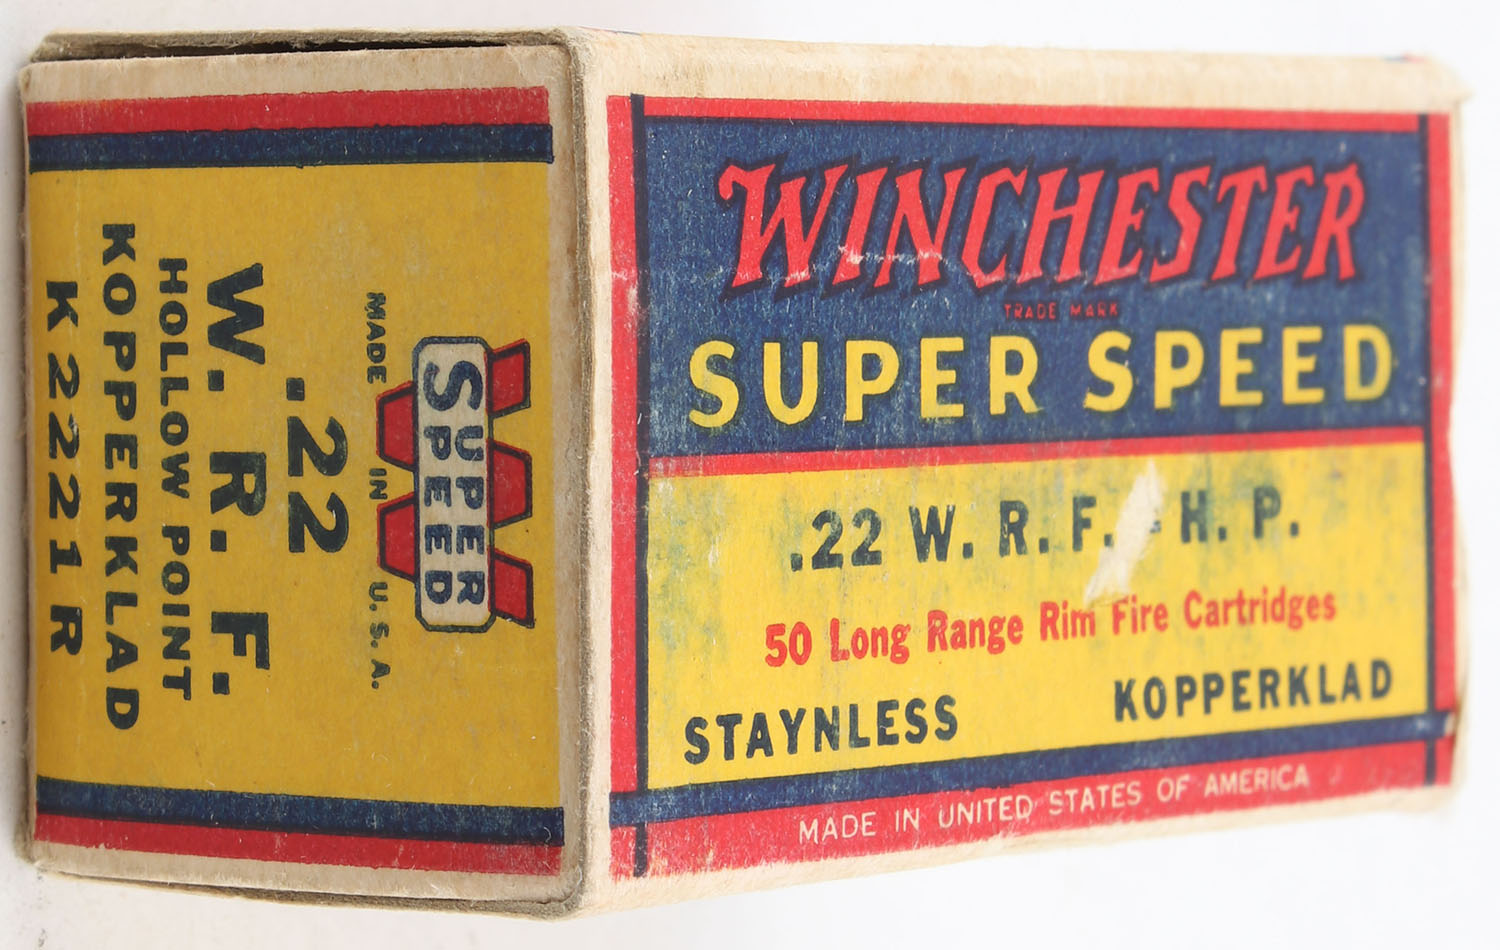 WINCHESTER
TRADE MARK
SUPER SPEED
.22 W. R. F. - H. P.
50 Long Range Rim Fire Cartridges
STAYNLESS KOPPERKLAD
MADE IN UNITED STATES OF AMERICA
SUPER
SPEED
MADE IN U.S.A.
.22
W. R. F.
HOLLOW POINT
KOPPERKLAD
K2221R